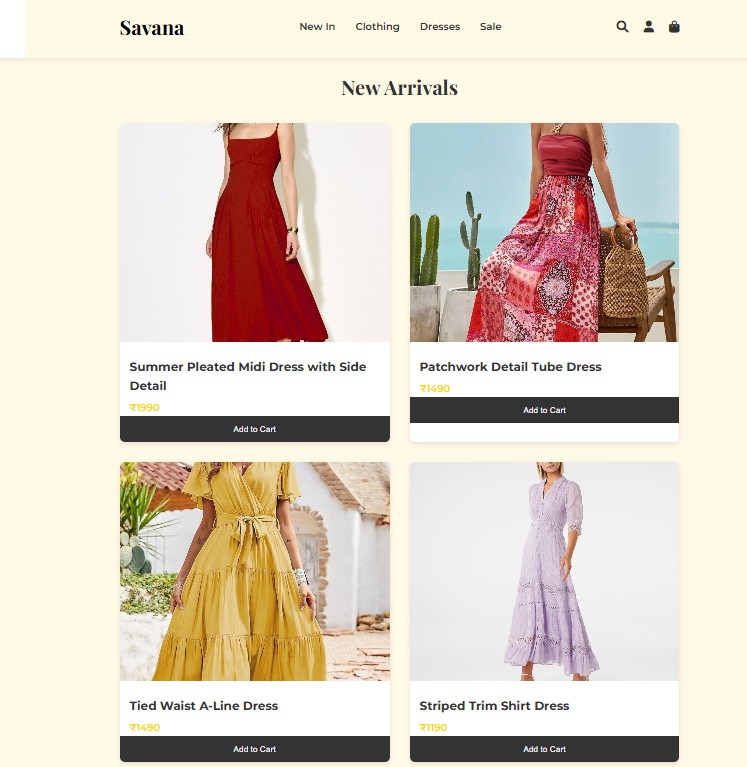 Savana
New In Clothing Dresses Sale
New Arrivals
Summer Pleated Midi Dress with Side
Detail
₹1990
Add to Cart
Patchwork Detail Tube Dress
₹1490
Add to Cart
Tied Waist A-Line Dress
₹1490
Add to Cart
Striped Trim Shirt Dress
₹1190
Add to Cart